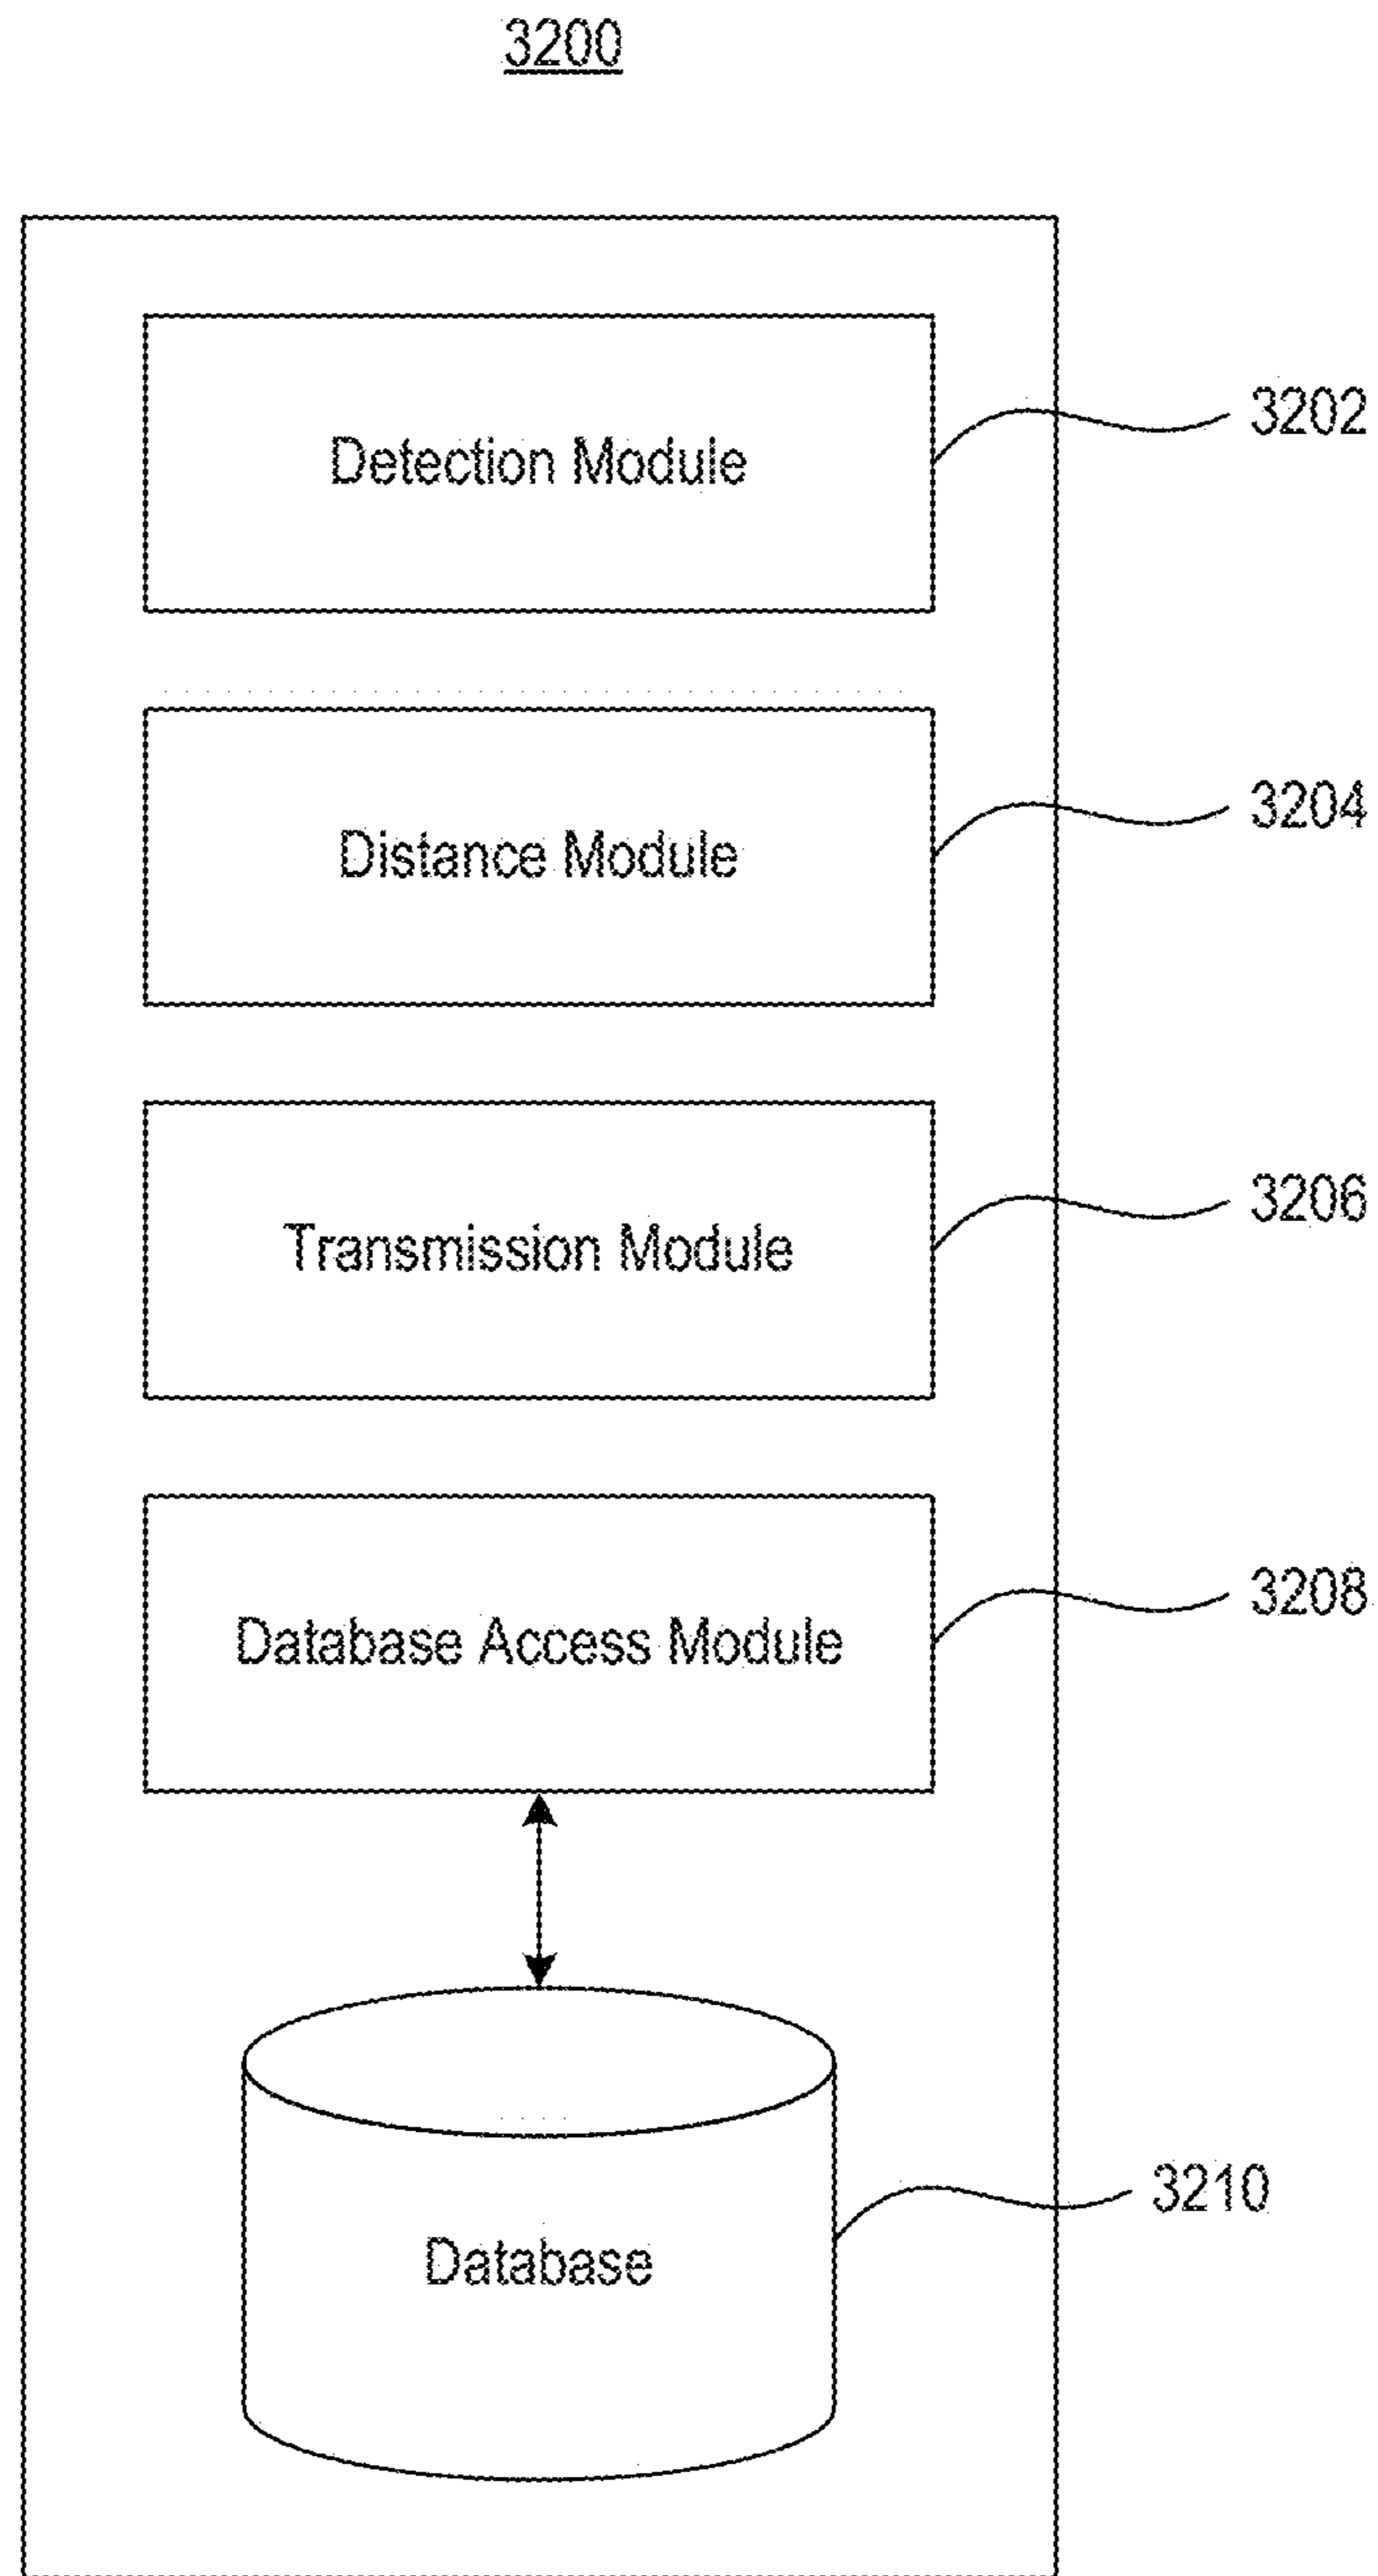 3200
Detection Module
3202
Distance Module
3204
Transmission Module
3206
Database Access Module
3208
Database
3210